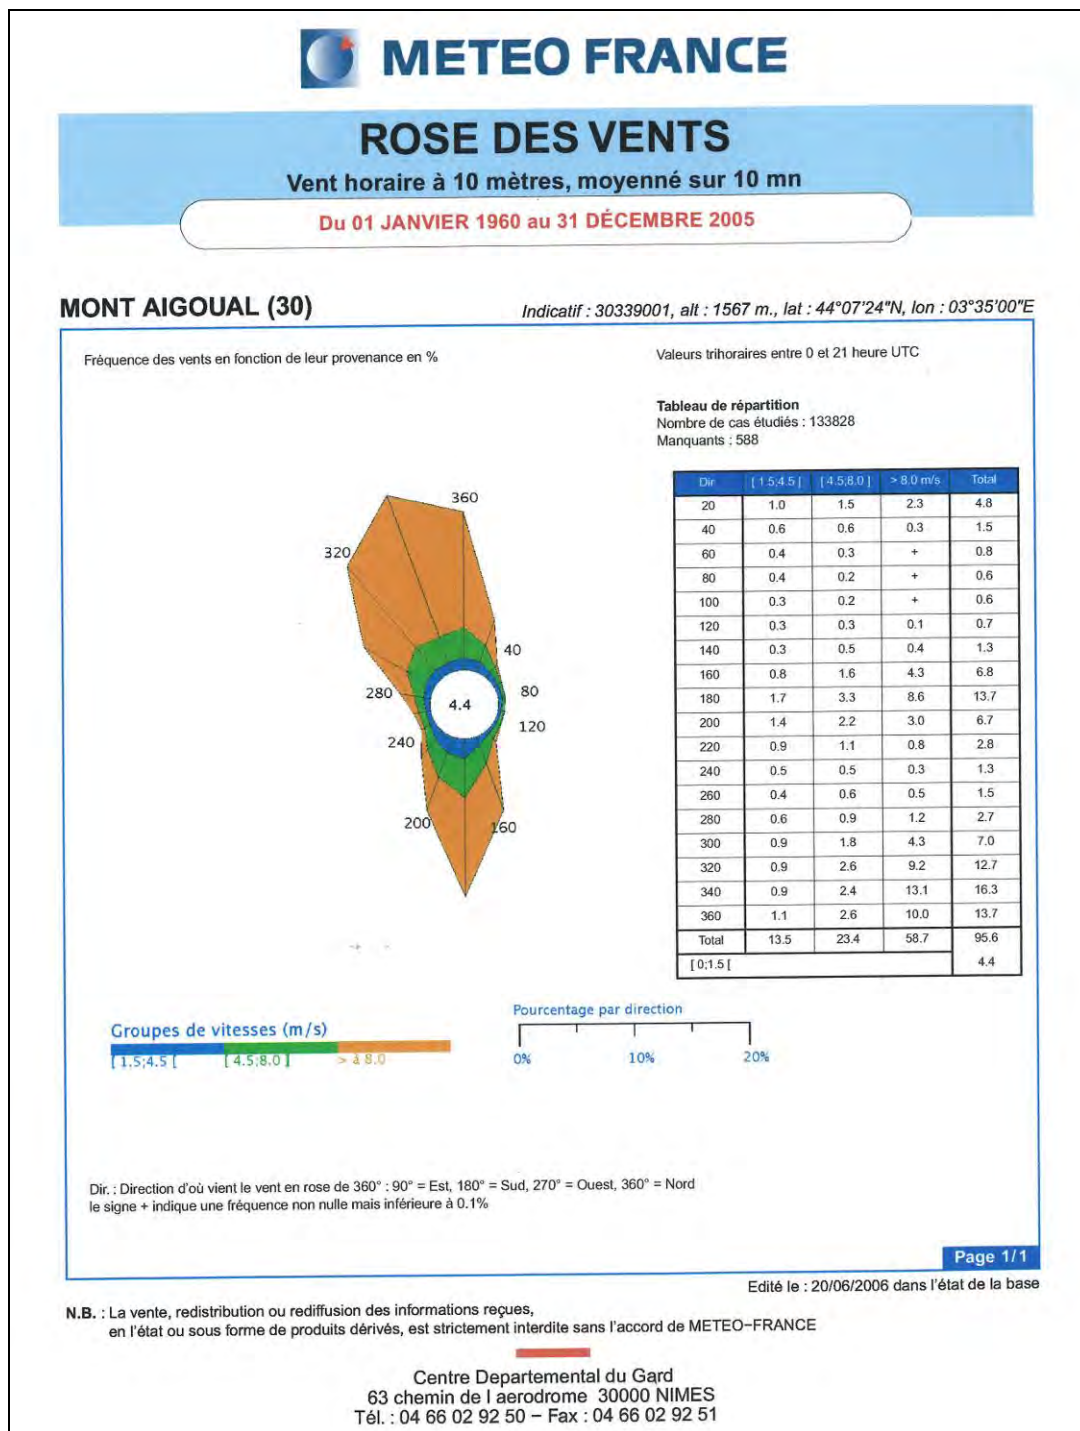 METEO FRANCE
ROSE DES VENTS
Vent horaire à 10 mètres, moyenné sur 10 mn
Du 01 JANVIER 1960 au 31 DÉCEMBRE 2005
MONT AIGOUAL (30)
Indicatif : 30339001, alt : 1567 m., lat : 44°07'24"N, lon : 03°35'00"E
Fréquence des vents en fonction de leur provenance en %
Valeurs trihoraires entre 0 et 21 heure UTC
Tableau de répartition
Nombre de cas étudiés : 133828
Manquants : 588
360
320
40
280
80
4.4
120
240
200
160
Dir [ 1.5;4.5 [ [ 4.5;8.0 ] > 8.0 m/s Total
20 1.0 1.5 2.3 4.8
40 0.6 0.6 0.3 1.5
60 0.4 0.3 + 0.8
80 0.4 0.2 + 0.6
100 0.3 0.2 + 0.6
120 0.3 0.3 0.1 0.7
140 0.3 0.5 0.4 1.3
160 0.8 1.6 4.3 6.8
180 1.7 3.3 8.6 13.7
200 1.4 2.2 3.0 6.7
220 0.9 1.1 0.8 2.8
240 0.5 0.5 0.3 1.3
260 0.4 0.6 0.5 1.5
280 0.6 0.9 1.2 2.7
300 0.9 1.8 4.3 7.0
320 0.9 2.6 9.2 12.7
340 0.9 2.4 13.1 16.3
360 1.1 2.6 10.0 13.7
Total 13.5 23.4 58.7 95.6
[ 0;1.5 [ 4.4
Groupes de vitesses (m/s)
[ 1.5;4.5 [ [ 4.5;8.0 ] > à 8.0
Pourcentage par direction
0% 10% 20%
Dir. : Direction d'où vient le vent en rose de 360° : 90° = Est, 180° = Sud, 270° = Ouest, 360° = Nord
le signe + indique une fréquence non nulle mais inférieure à 0.1%
Page 1/1
Edité le : 20/06/2006 dans l'état de la base
N.B. : La vente, redistribution ou rediffusion des informations reçues,
en l'état ou sous forme de produits dérivés, est strictement interdite sans l'accord de METEO-FRANCE
Centre Departemental du Gard
63 chemin de l aerodrome 30000 NIMES
Tél. : 04 66 02 92 50 – Fax : 04 66 02 92 51